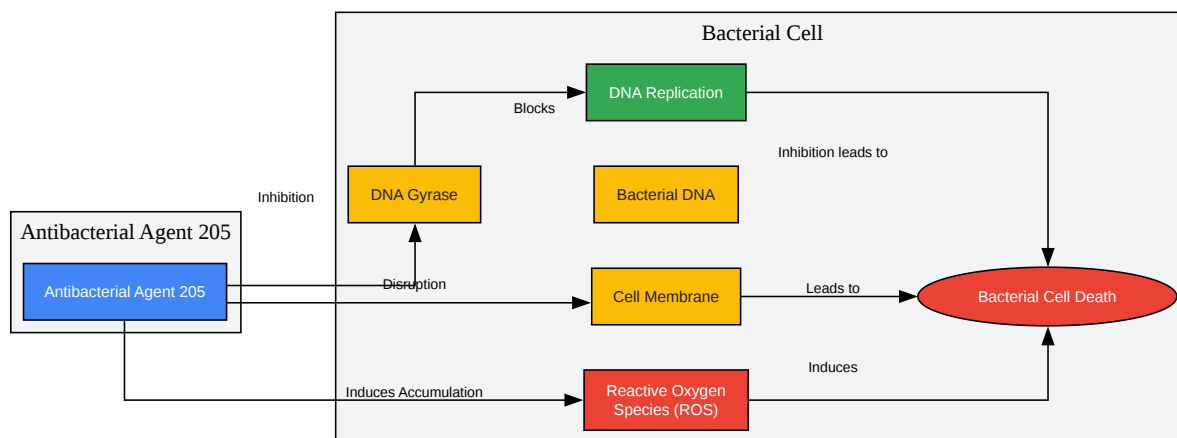 Bacterial Cell
DNA Replication
Blocks
Inhibition leads to
Inhibition
DNA Gyrase
Bacterial DNA
Antibacterial Agent 205
Antibacterial Agent 205
Disruption
Cell Membrane
Leads to
Bacterial Cell Death
Induces Accumulation
Reactive Oxygen
Species (ROS)
Induces